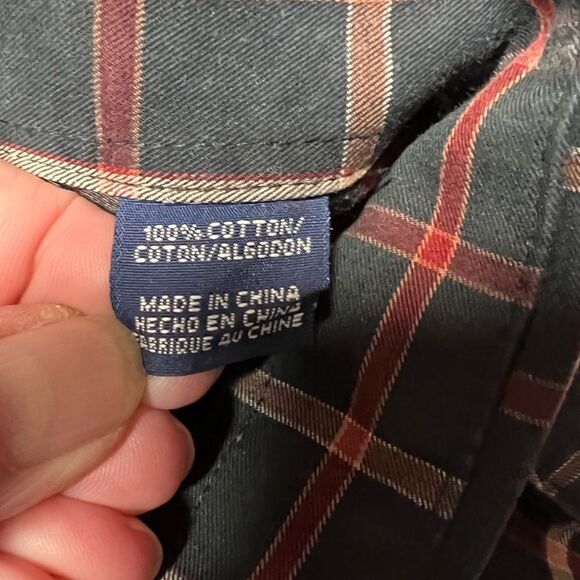 100% COTTON/
COTON/ALGODON
MADE IN CHINA
HECHO EN CHINA
FABRIQUE AU CHINE